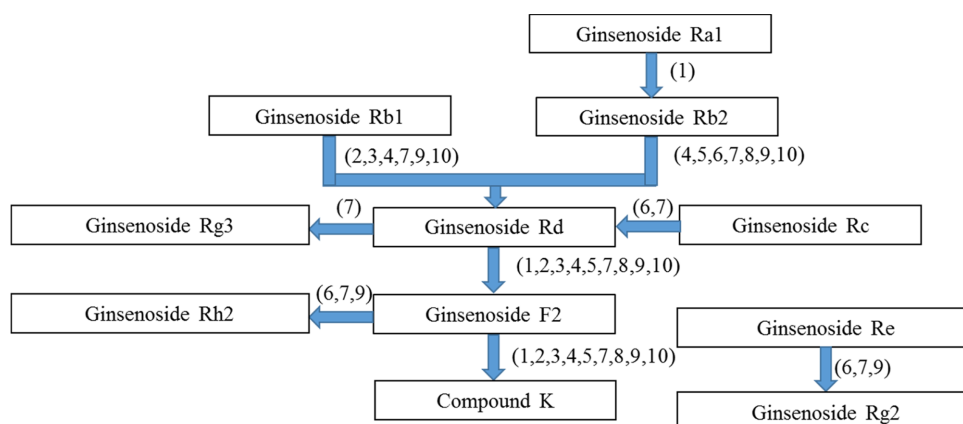 Ginsenoside Ra1
(1)
Ginsenoside Rb1
Ginsenoside Rb2
(2,3,4,7,9,10)
(4,5,6,7,8,9,10)
Ginsenoside Rg3
(7)
Ginsenoside Rd
(6,7)
Ginsenoside Rc
(1,2,3,4,5,7,8,9,10)
Ginsenoside Rh2
(6,7,9)
Ginsenoside F2
Ginsenoside Re
(1,2,3,4,5,7,8,9,10)
(6,7,9)
Compound K
Ginsenoside Rg2